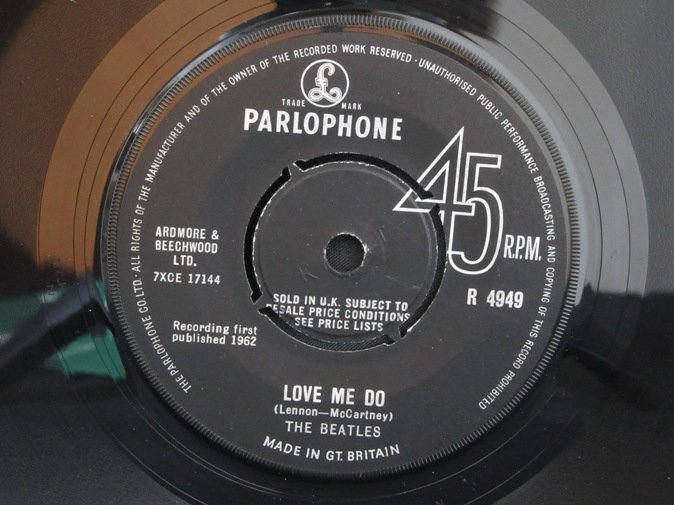 THE PARLOPHONE CO.LTD.· ALL RIGHTS OF THE MANUFACTURER AND OF THE OWNER OF THE RECORDED WORK RESERVED · UNAUTHORISED PUBLIC PERFORMANCE BROADCASTING AND COPYING OF THIS RECORD PROHIBITED
£
TRADE MARK
PARLOPHONE
45
R.P.M.
ARDMORE &
BEECHWOOD
LTD.
7XCE 17144
R 4949
SOLD IN U.K. SUBJECT TO
RESALE PRICE CONDITIONS
SEE PRICE LISTS
Recording first
published 1962
LOVE ME DO
(Lennon—McCartney)
THE BEATLES
MADE IN GT. BRITAIN